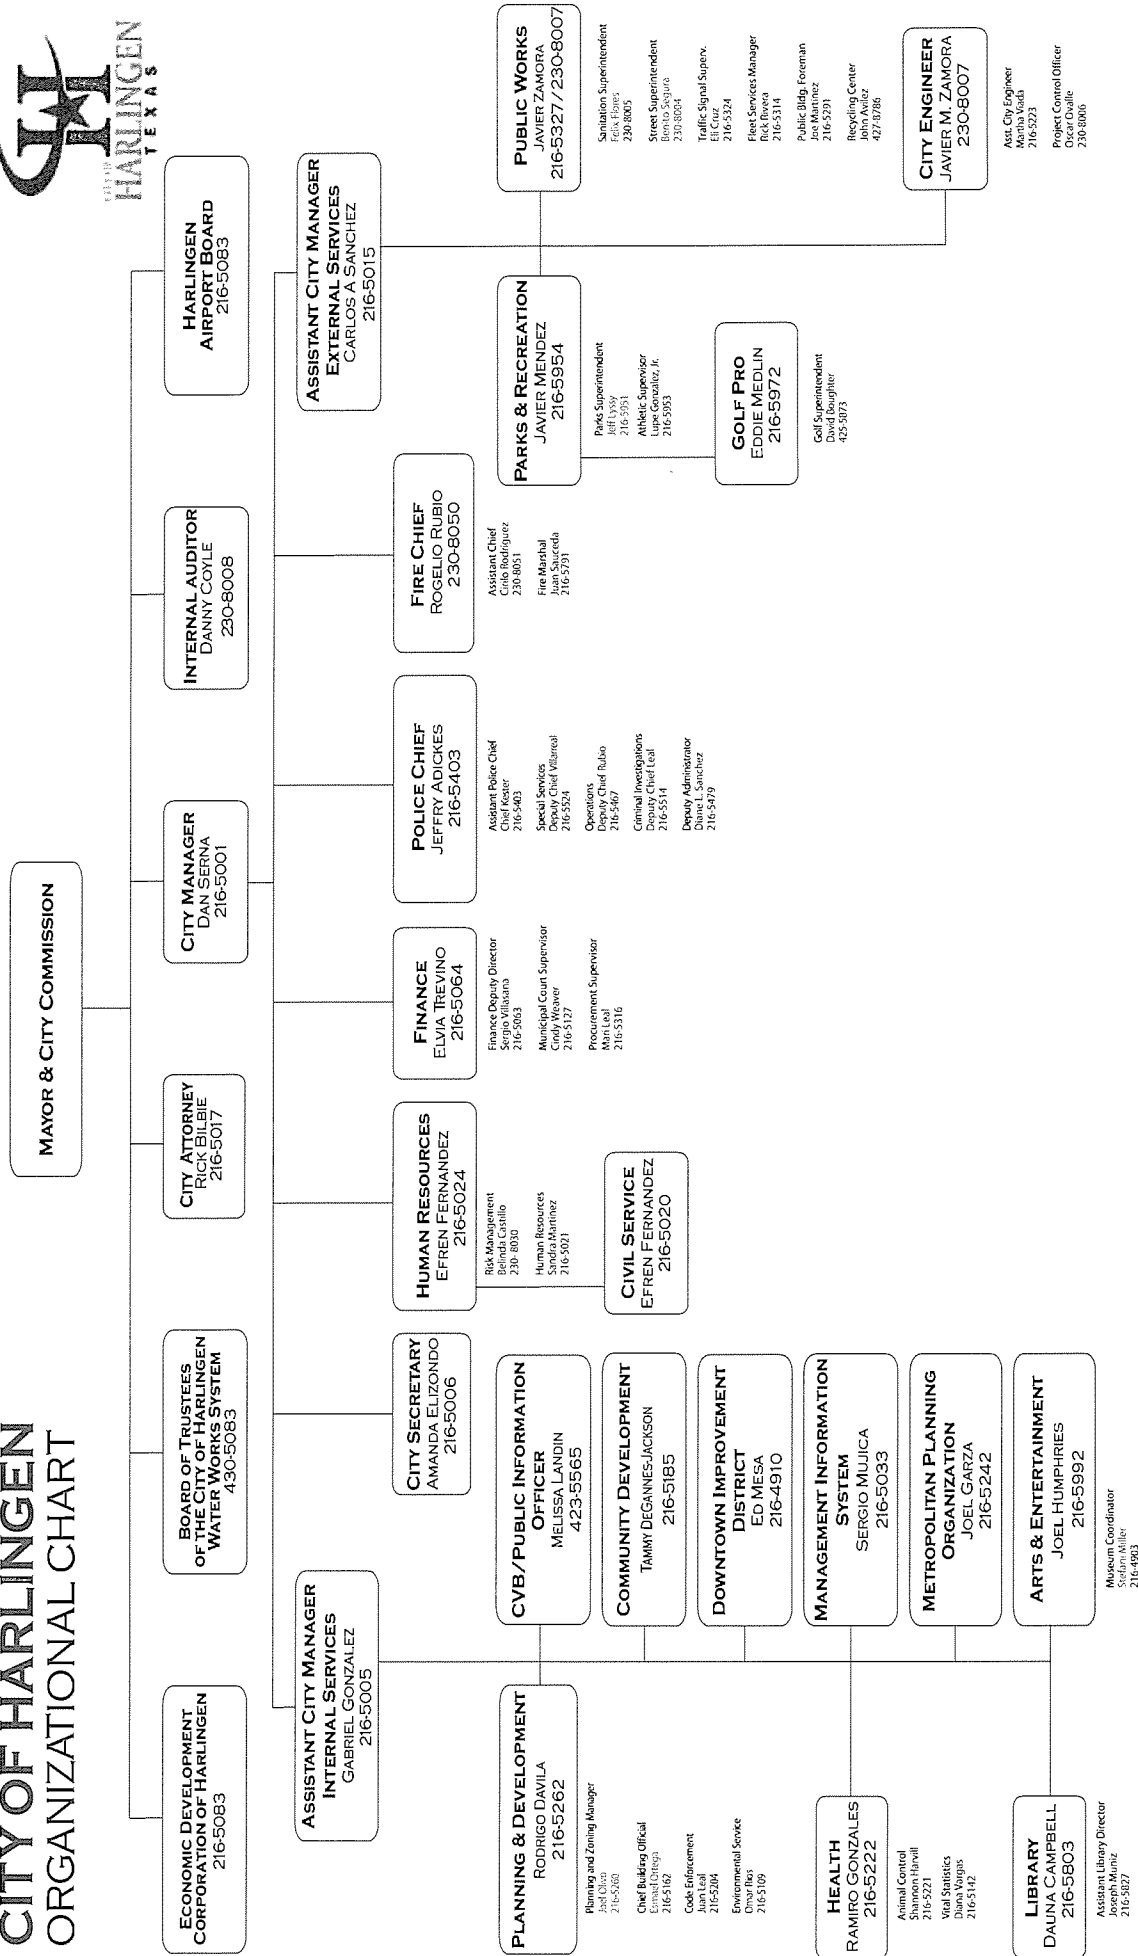 CITY OF HARLINGEN
ORGANIZATIONAL CHART
HARLINGEN
TEXAS
MAYOR & CITY COMMISSION
ECONOMIC DEVELOPMENT
CORPORATION OF HARLINGEN
216-5083
BOARD OF TRUSTEES
OF THE CITY OF HARLINGEN
WATER WORKS SYSTEM
430-5083
CITY ATTORNEY
RICK BILBIE
216-5017
CITY MANAGER
DAN SERNA
216-5001
INTERNAL AUDITOR
DANNY COYLE
230-8008
HARLINGEN
AIRPORT BOARD
216-5083
ASSISTANT CITY MANAGER
INTERNAL SERVICES
GABRIEL GONZALEZ
216-5005
ASSISTANT CITY MANAGER
EXTERNAL SERVICES
CARLOS A SANCHEZ
216-5015
CITY SECRETARY
AMANDA ELIZONDO
216-5006
HUMAN RESOURCES
EFREN FERNANDEZ
216-5024
Risk Management
Belinda Castillo
230- 8030
Human Resources
Sandra Martinez
216-5021
CIVIL SERVICE
EFREN FERNANDEZ
216-5020
FINANCE
ELVIA TREVINO
216-5064
Finance Deputy Director
Sergio Villasana
216-5063
Municipal Court Supervisor
Cindy Weaver
216-5127
Procurement Supervisor
Mari Leal
216-5316
POLICE CHIEF
JEFFRY ADICKES
216-5403
Assistant Police Chief
Chief Kester
216-5403
Special Services
Deputy Chief Villarreal
216-5524
Operations
Deputy Chief Rubio
216-5467
Criminal Investigations
Deputy Chief Leal
216-5514
Deputy Administrator
Diane L. Sanchez
216-5479
FIRE CHIEF
ROGELIO RUBIO
230-8050
Assistant Chief
Cirilo Rodriguez
230-8051
Fire Marshal
Juan Sauceda
216-5791
PLANNING & DEVELOPMENT
RODRIGO DAVILA
216-5262
Planning and Zoning Manager
Joel Olivo
216-5260
Chief Building Official
Esmael Ortega
216-5162
Code Enforcement
Juan Leal
216-5204
Environmental Service
Omar Rios
216-5109
HEALTH
RAMIRO GONZALES
216-5222
Animal Control
Shannon Harvill
216-5221
Vital Statistics
Diana Vargas
216-5142
LIBRARY
DAUNA CAMPBELL
216-5803
Assistant Library Director
Joseph Muniz
216-5827
CVB/PUBLIC INFORMATION
OFFICER
MELISSA LANDIN
423-5565
COMMUNITY DEVELOPMENT
TAMMY DEGANNES-JACKSON
216-5185
DOWNTOWN IMPROVEMENT
DISTRICT
ED MESA
216-4910
MANAGEMENT INFORMATION
SYSTEM
SERGIO MUJICA
216-5033
METROPOLITAN PLANNING
ORGANIZATION
JOEL GARZA
216-5242
ARTS & ENTERTAINMENT
JOEL HUMPHRIES
216-5992
Museum Coordinator
Stefani Miller
216-4903
PARKS & RECREATION
JAVIER MENDEZ
216-5954
Parks Superintendent
Jeff Lyssy
216-5951
Athletic Supervisor
Lupe Gonzalez, Jr.
216-5953
GOLF PRO
EDDIE MEDLIN
216-5972
Golf Superintendent
David Boughter
425-5873
PUBLIC WORKS
JAVIER ZAMORA
216-5327/230-8007
Sanitation Superintendent
Felix Flores
230-8005
Street Superintendent
Benito Segura
230-8004
Traffic Signal Superv.
Eli Cruz
216-5324
Fleet Services Manager
Rick Rivera
216-5314
Public Bldg. Foreman
Joe Martinez
216-5291
Recycling Center
John Avilez
427-8786
CITY ENGINEER
JAVIER M. ZAMORA
230-8007
Asst. City Engineer
Martha Viada
216-5223
Project Control Officer
Oscar Ovalle
230-8006